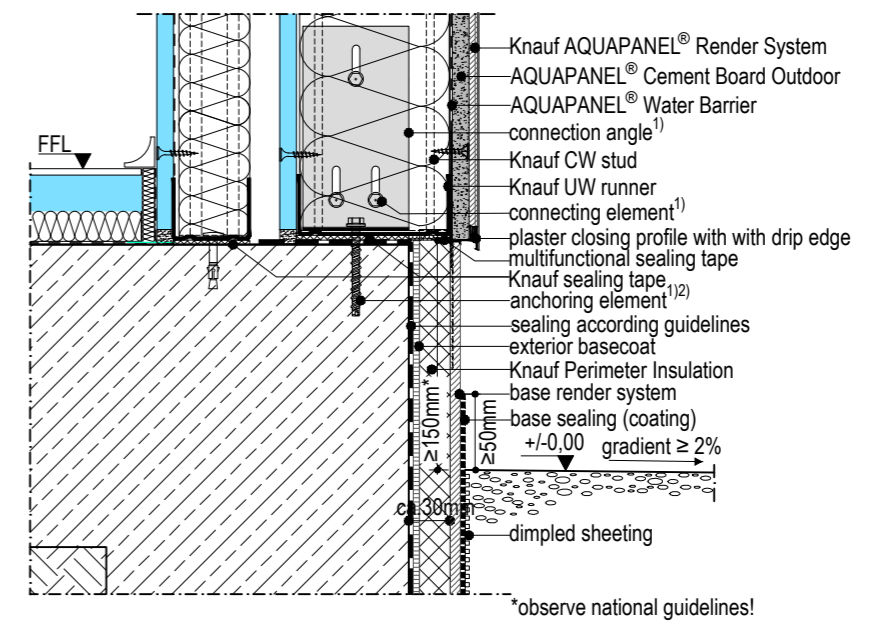 Knauf AQUAPANEL® Render System
AQUAPANEL® Cement Board Outdoor
AQUAPANEL® Water Barrier
connection angle1)
FFL
Knauf CW stud
Knauf UW runner
connecting element1)
plaster closing profile with with drip edge
multifunctional sealing tape
Knauf sealing tape
anchoring element1)2)
sealing according guidelines
exterior basecoat
Knauf Perimeter Insulation
base render system
base sealing (coating)
≥150mm*
≥50mm
+/-0,00
gradient ≥ 2%
ca.30mm
dimpled sheeting
*observe national guidelines!